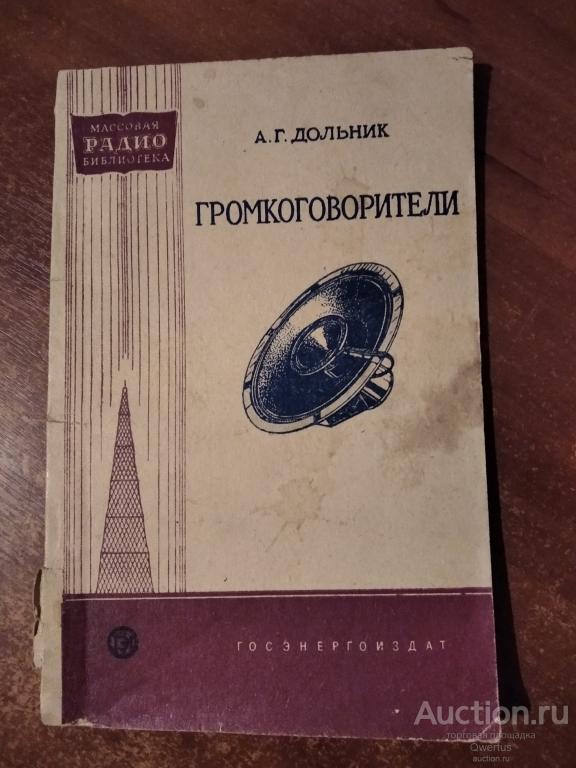 МАССОВАЯ
РАДИО
БИБЛИОТЕКА
А. Г. ДОЛЬНИК
ГРОМКОГОВОРИТЕЛИ
ГОСЭНЕРГОИЗДАТ
Auction.ru
торговая площадка
Qwertus
auction.ru